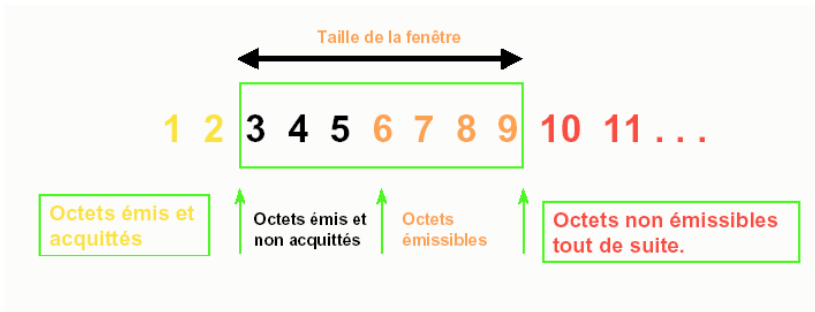 Taille de la fenêtre
1 2 3 4 5 6 7 8 9 10 11 . . .
Octets émis et
acquittés
Octets émis et
non acquittés
Octets
émissibles
Octets non émissibles
tout de suite.